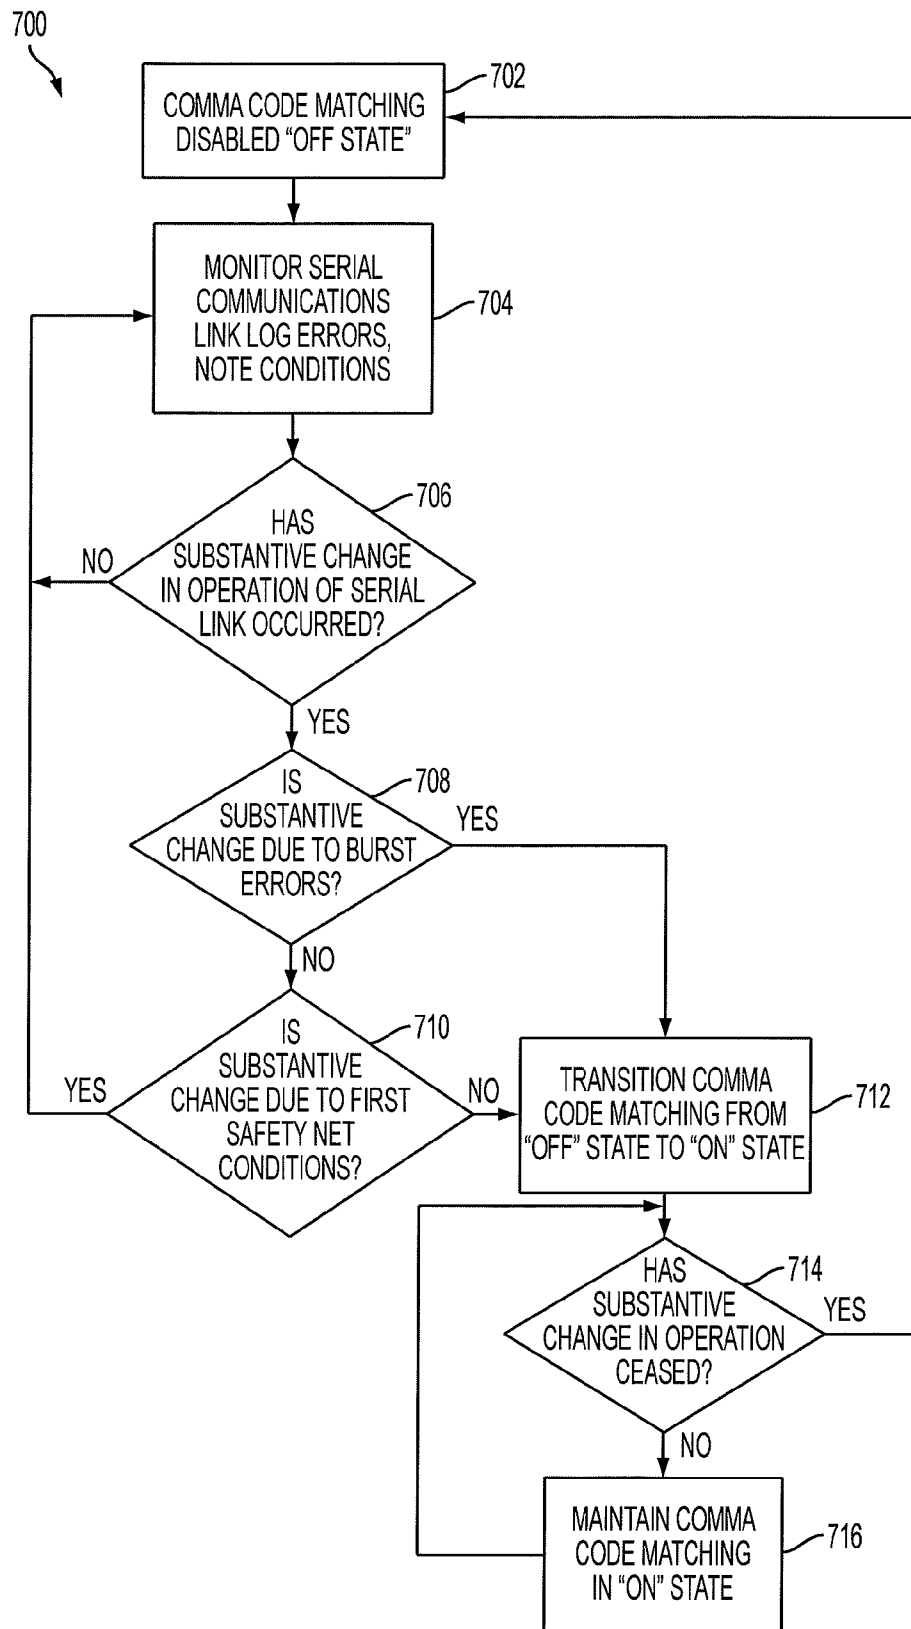 700
702
COMMA CODE MATCHING
DISABLED "OFF STATE"
MONITOR SERIAL
COMMUNICATIONS
LINK LOG ERRORS,
NOTE CONDITIONS
704
706
HAS
SUBSTANTIVE CHANGE
IN OPERATION OF SERIAL
LINK OCCURRED?
NO
YES
708
IS
SUBSTANTIVE
CHANGE DUE TO BURST
ERRORS?
YES
NO
710
IS
SUBSTANTIVE
CHANGE DUE TO FIRST
SAFETY NET
CONDITIONS?
YES
NO
TRANSITION COMMA
CODE MATCHING FROM
"OFF" STATE TO "ON" STATE
712
714
HAS
SUBSTANTIVE
CHANGE IN OPERATION
CEASED?
YES
NO
MAINTAIN COMMA
CODE MATCHING
IN "ON" STATE
716